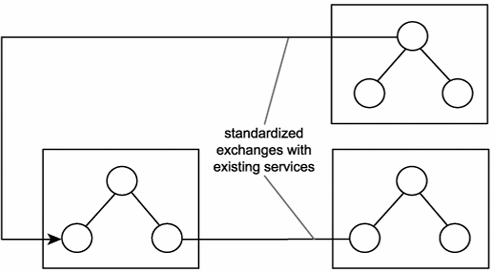 standardized
exchanges with
existing services